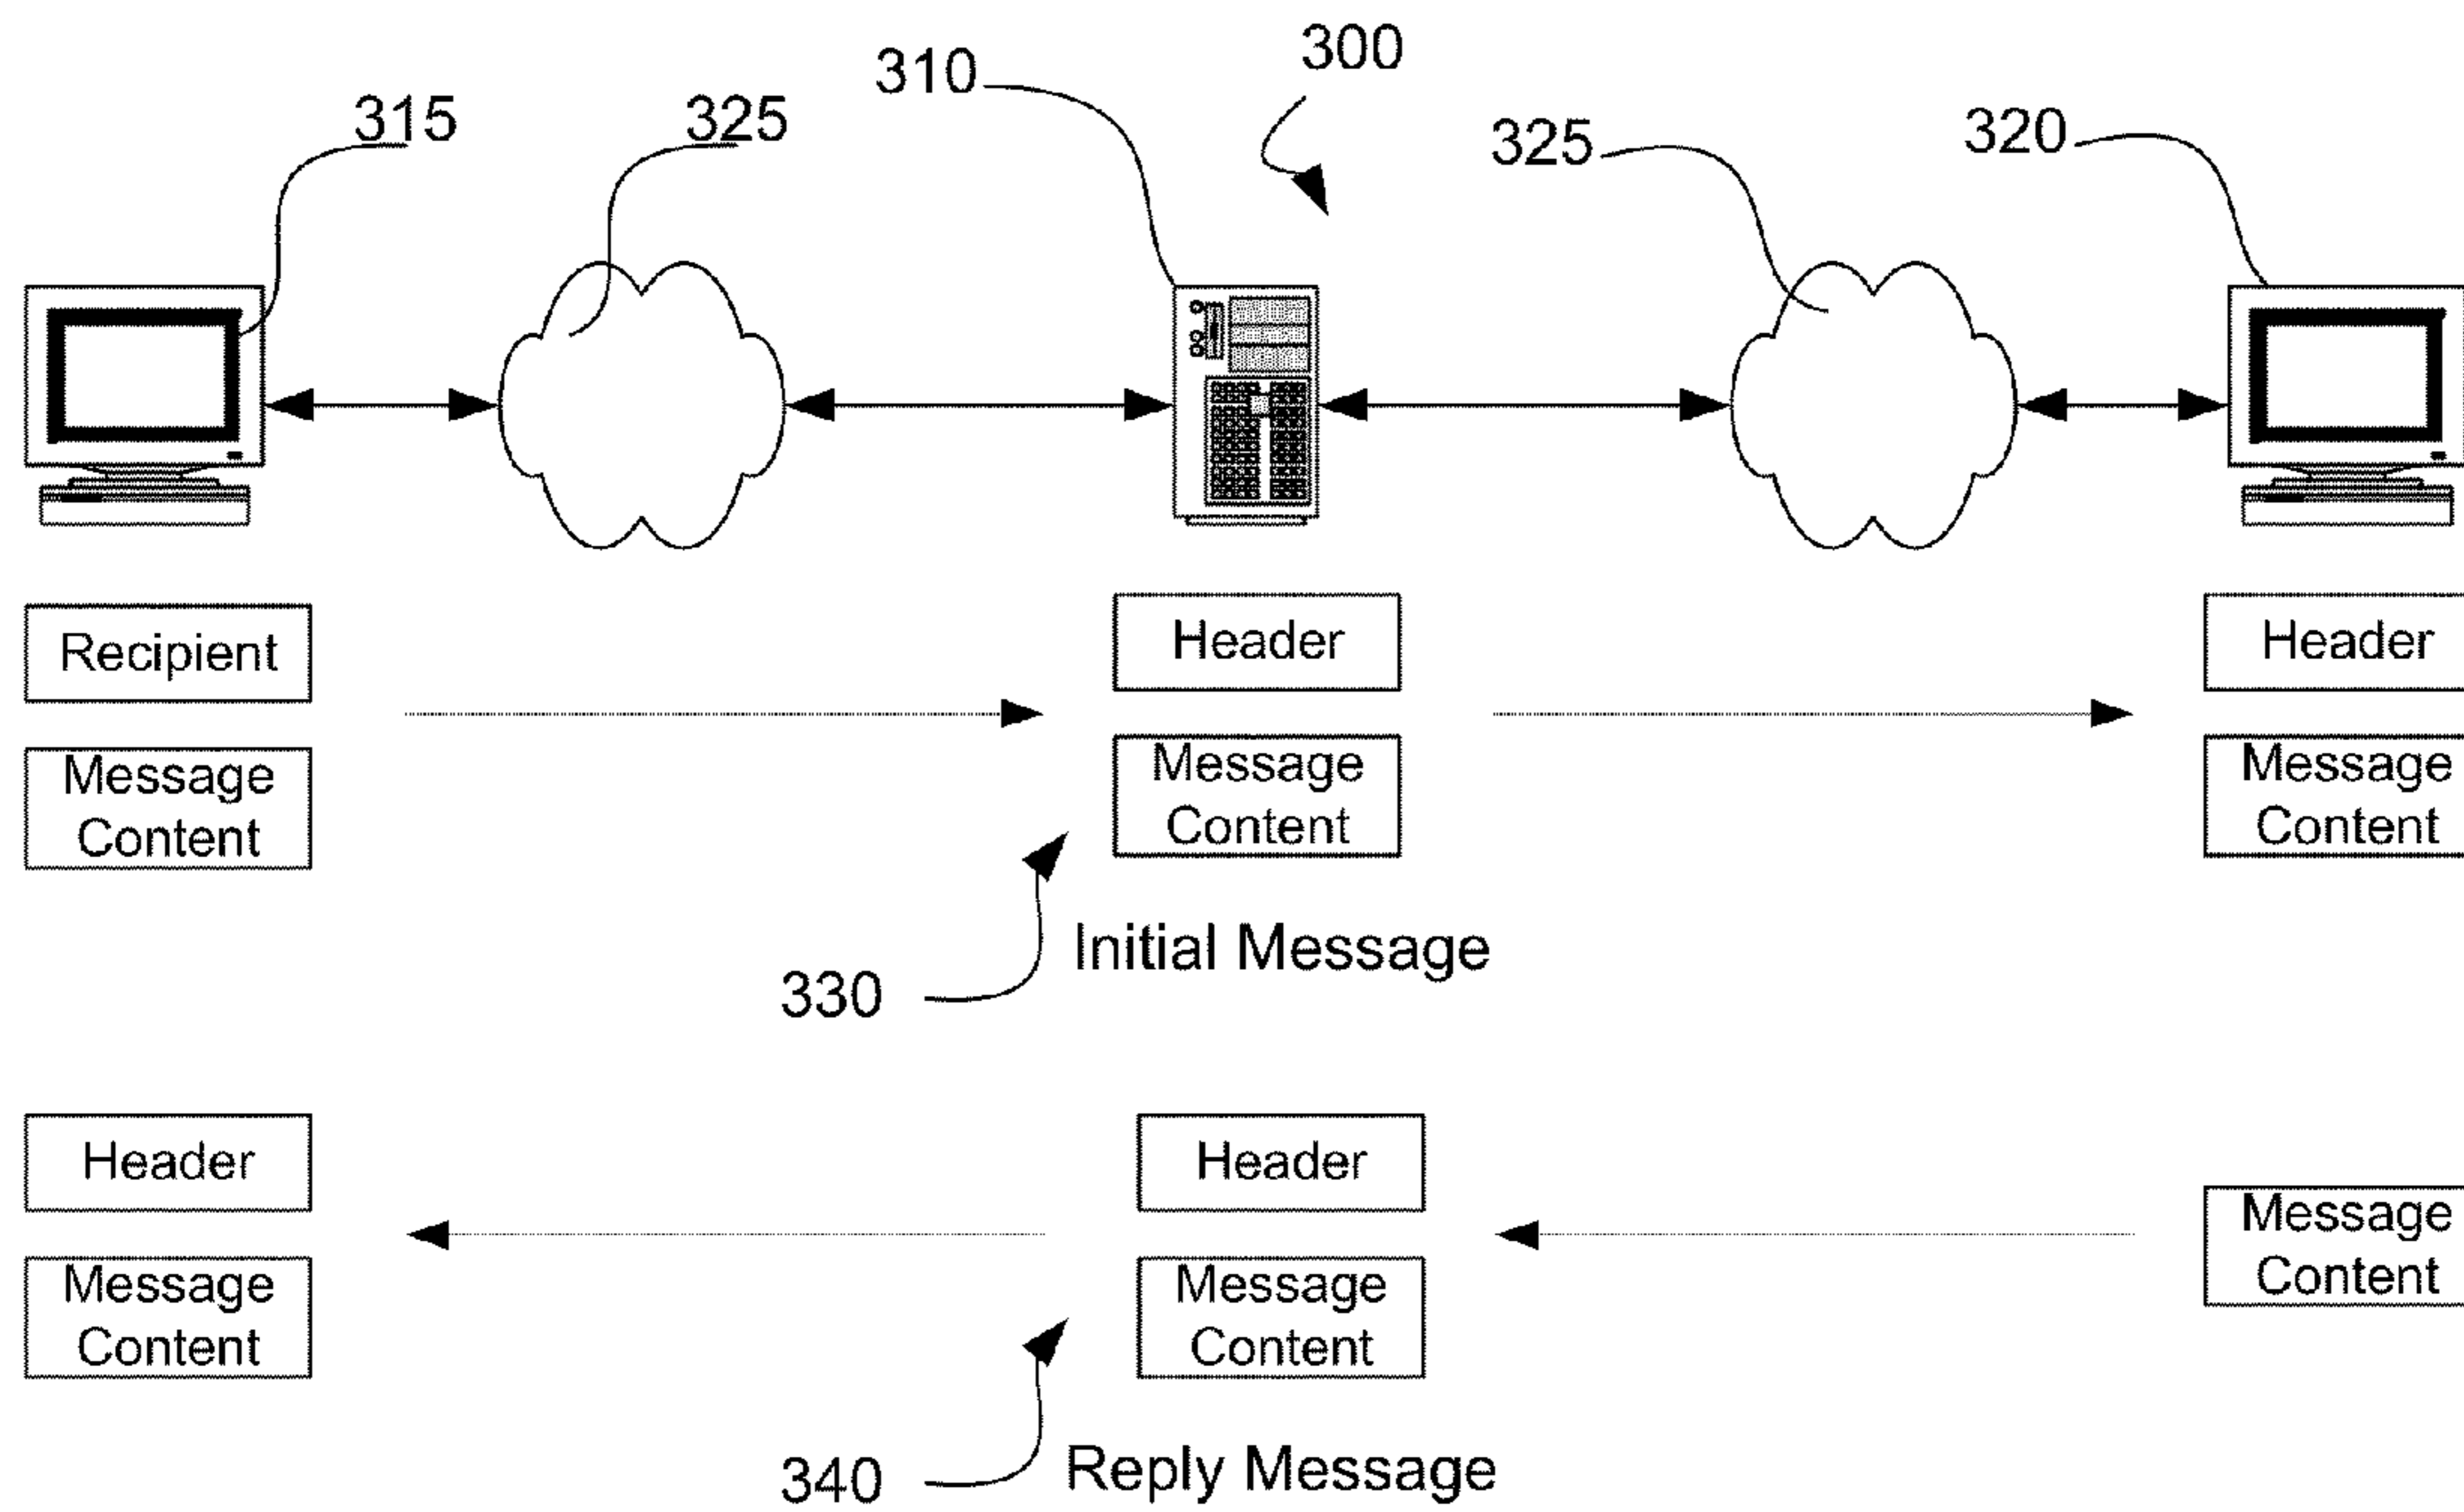 300
310
315
325
325
320
Recipient
Header
Header
Message
Content
Message
Content
Message
Content
Initial Message
330
Header
Header
Message
Content
Message
Content
Message
Content
Reply Message
340